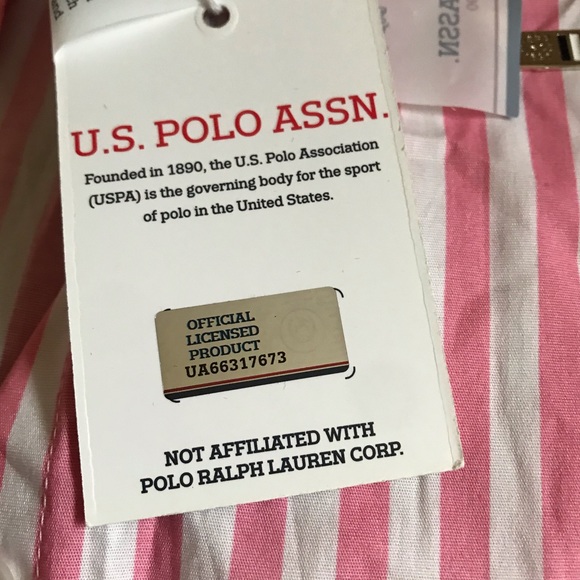 ASSN.
U.S. POLO ASSN.
Founded in 1890, the U.S. Polo Association
(USPA) is the governing body for the sport
of polo in the United States.
OFFICIAL
LICENSED
PRODUCT
UA66317673
NOT AFFILIATED WITH
POLO RALPH LAUREN CORP.